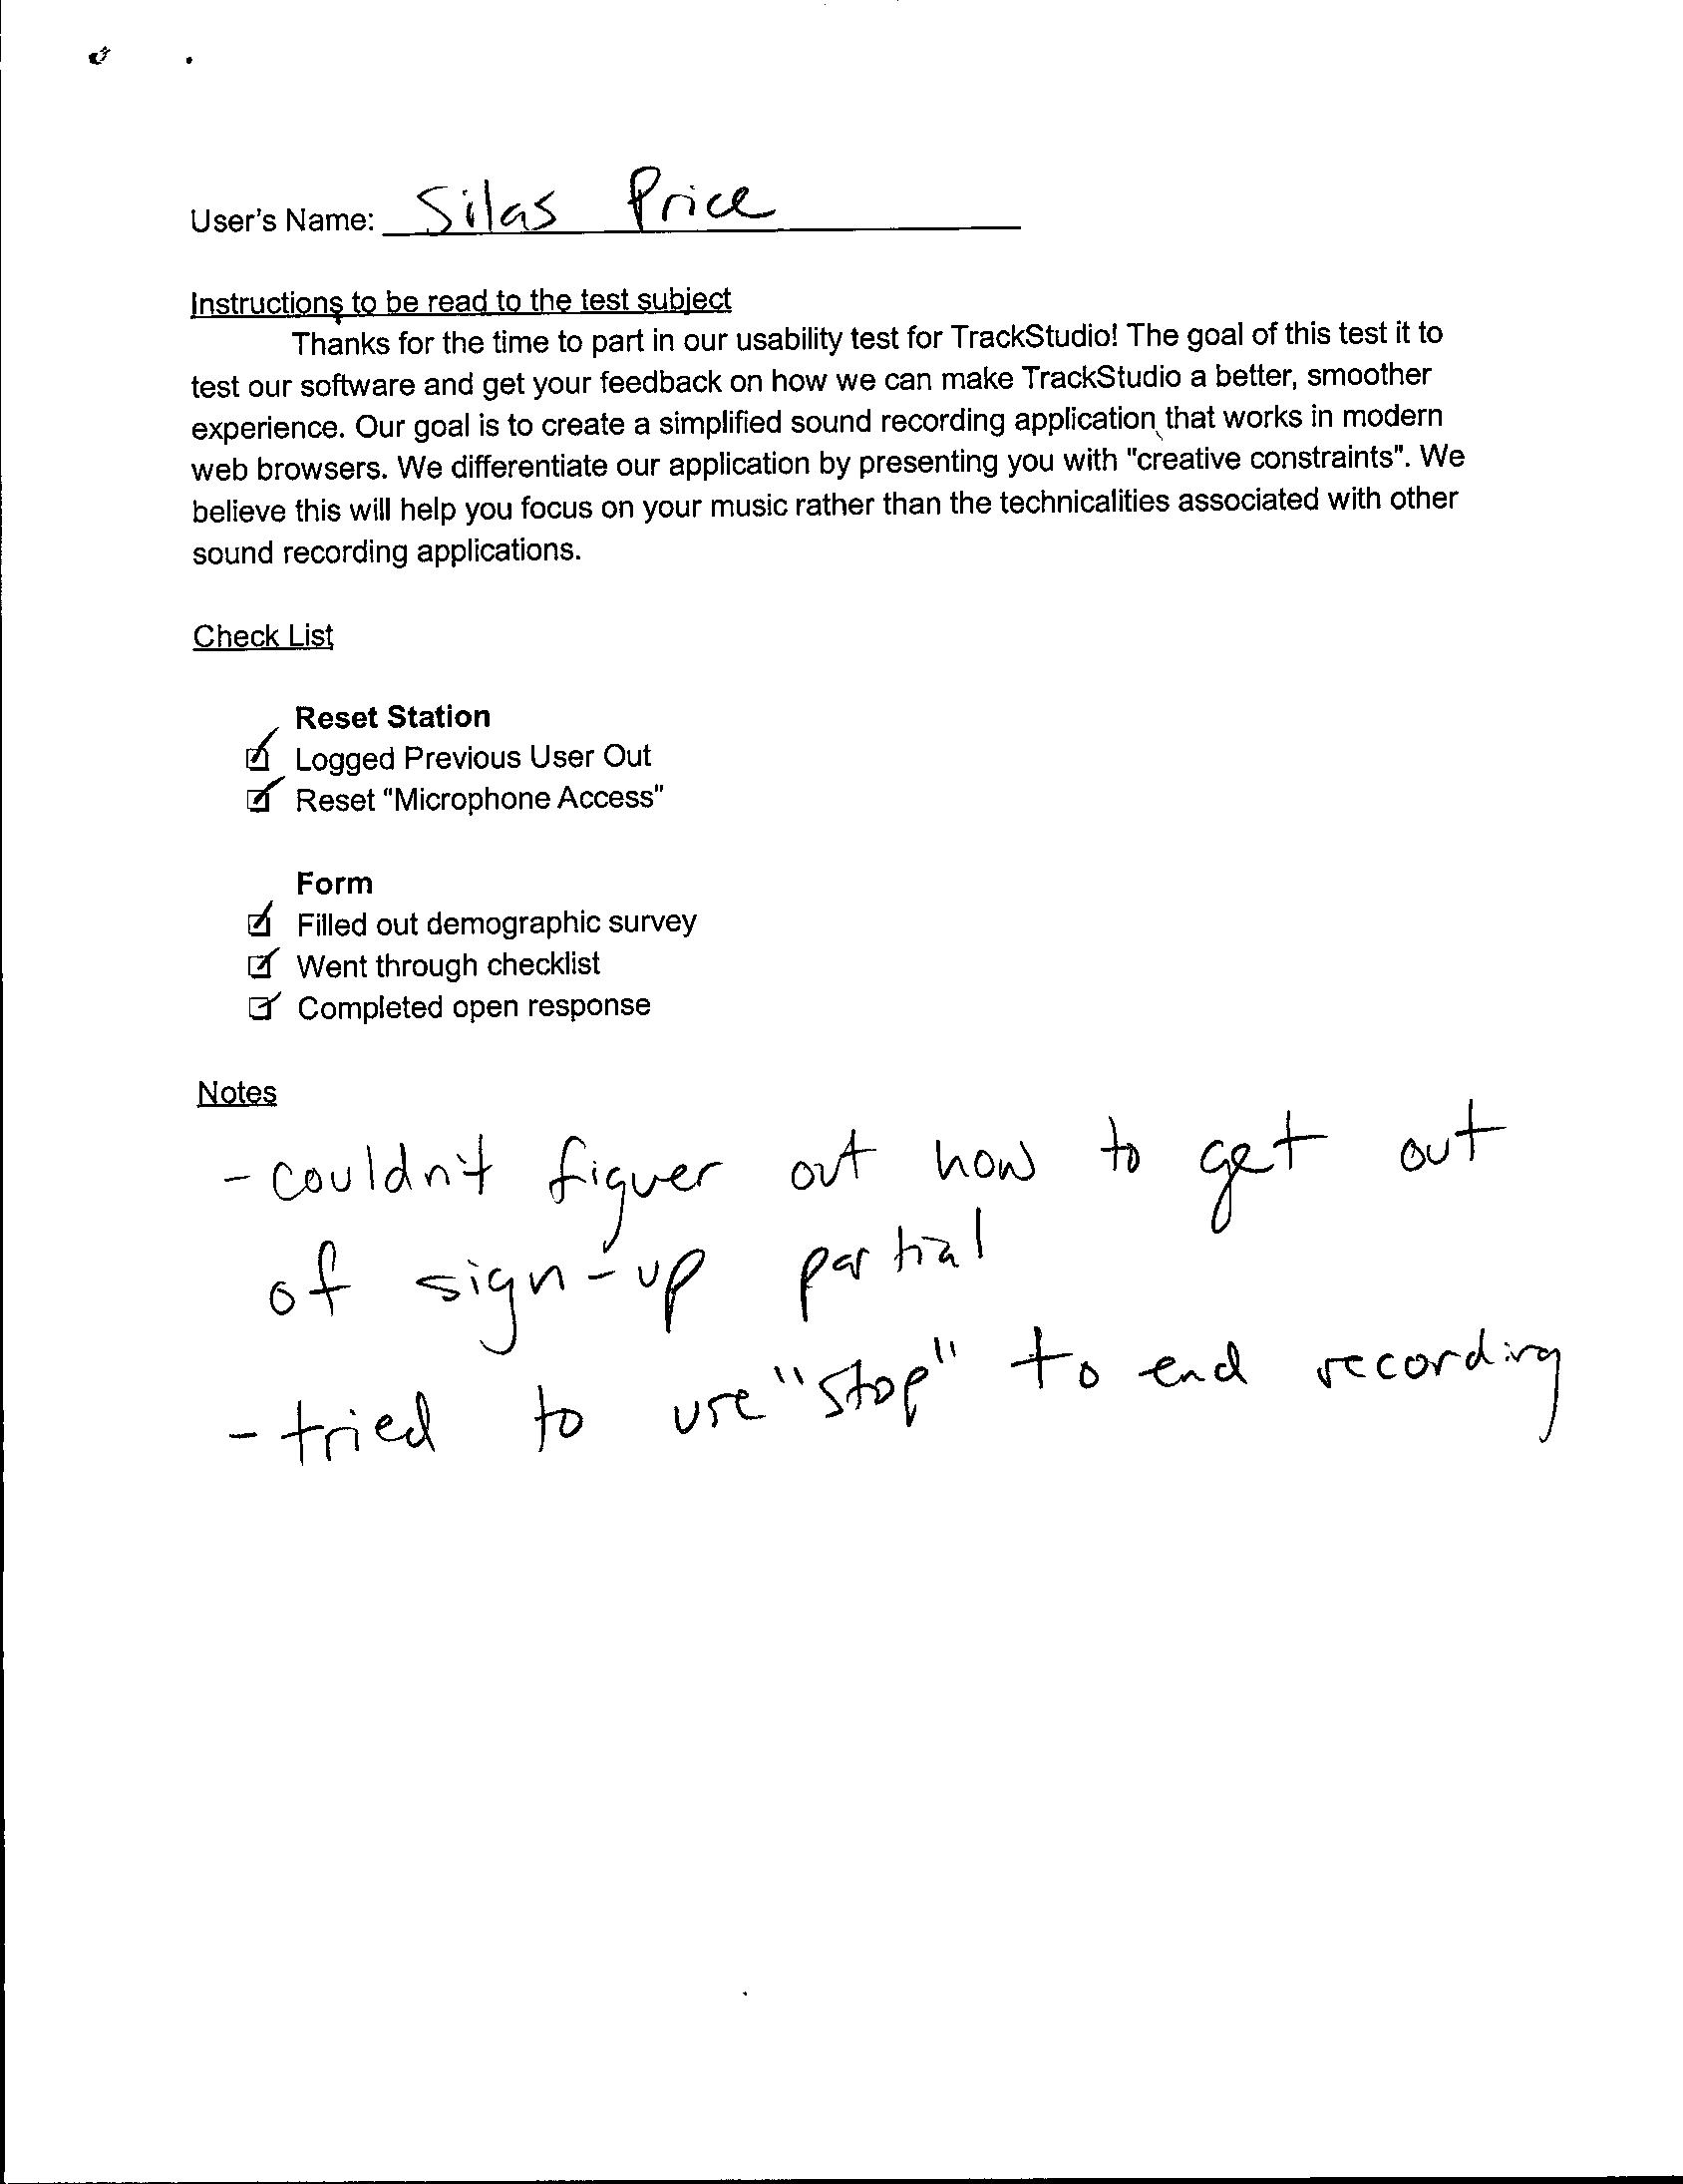 User's Name: Silas Price
Instructions to be read to the test subject
Thanks for the time to part in our usability test for TrackStudio! The goal of this test it to
test our software and get your feedback on how we can make TrackStudio a better, smoother
experience. Our goal is to create a simplified sound recording application that works in modern
web browsers. We differentiate our application by presenting you with "creative constraints". We
believe this will help you focus on your music rather than the technicalities associated with other
sound recording applications.
Check List
Reset Station
Logged Previous User Out
Reset "Microphone Access"
Form
Filled out demographic survey
Went through checklist
Completed open response
Notes
- couldn't figuer out how to get out
of sign-up partial
- tried to use "stop" to end recording